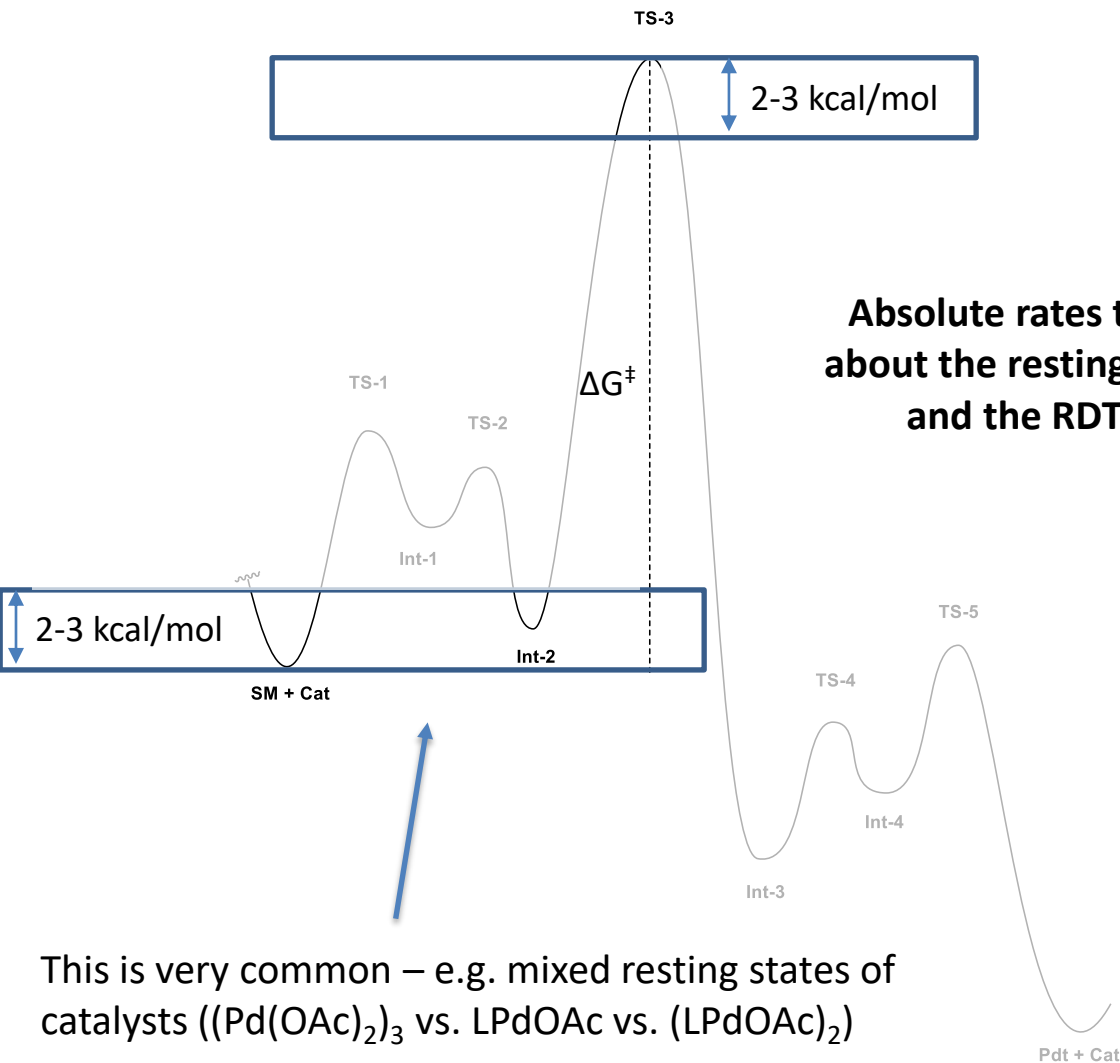 TS-3
2-3 kcal/mol
Absolute rates t
about the resting
and the RDT
TS-1
ΔG‡
TS-2
Int-1
2-3 kcal/mol
Int-2
TS-5
SM + Cat
TS-4
Int-4
Int-3
This is very common – e.g. mixed resting states of
catalysts ((Pd(OAc)₂)₃ vs. LPdOAc vs. (LPdOAc)₂)
Pdt + Cat